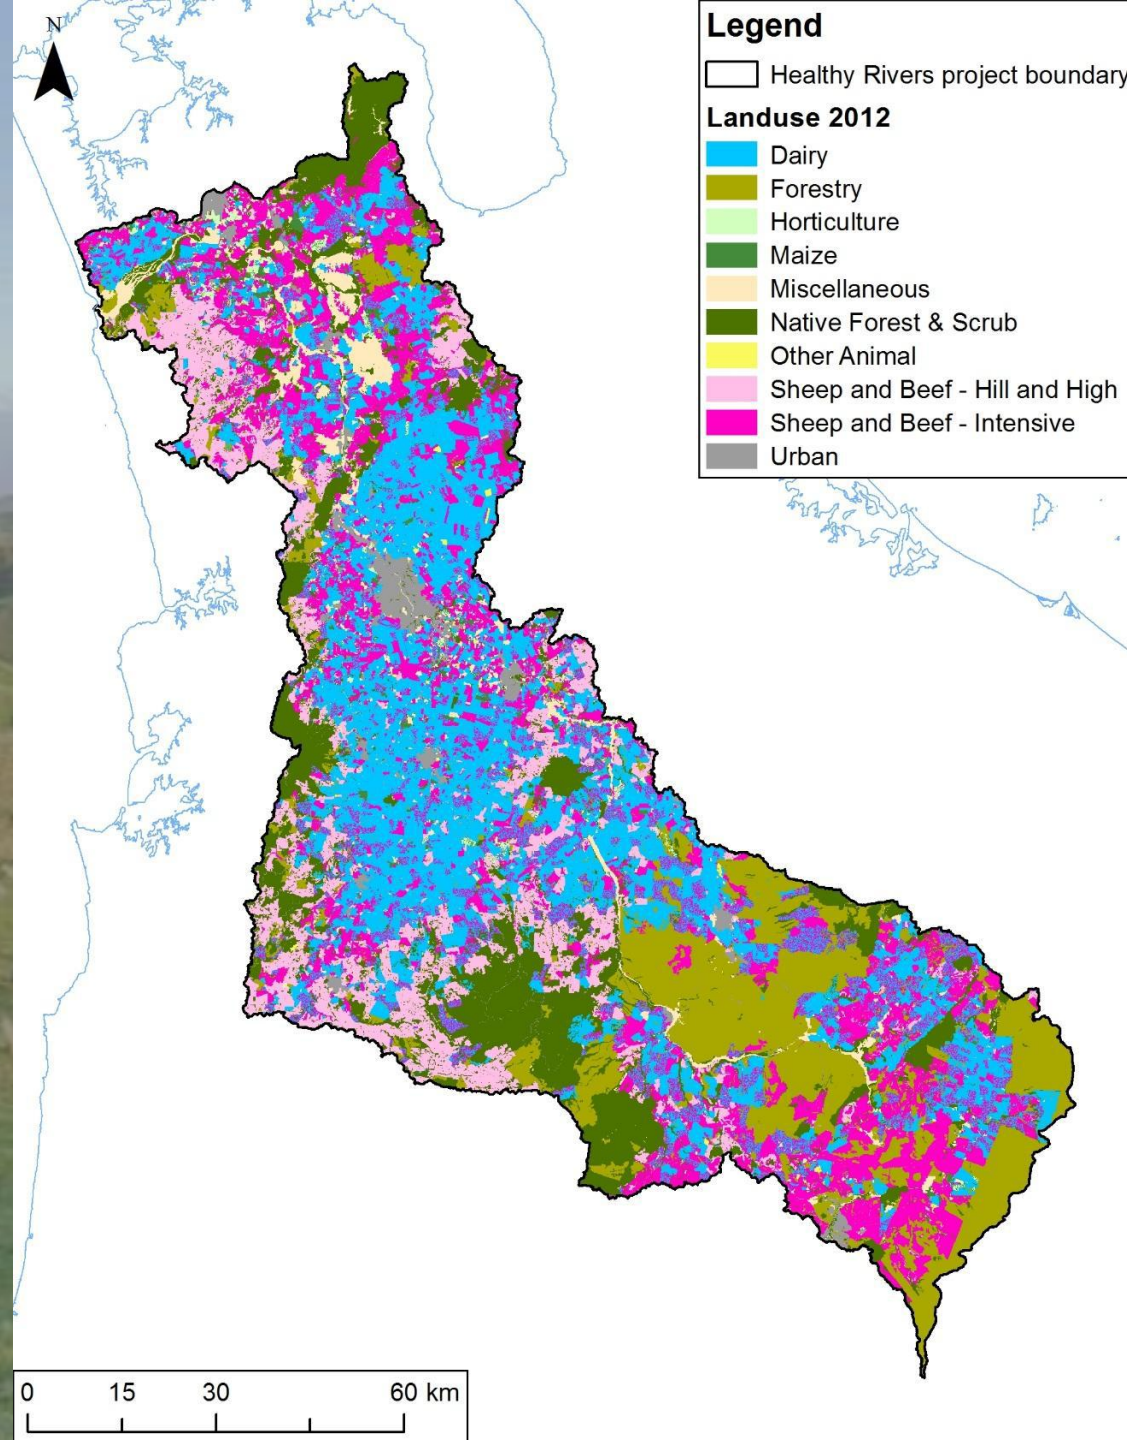 N
Legend
Healthy Rivers project boundary
Landuse 2012
Dairy
Forestry
Horticulture
Maize
Miscellaneous
Native Forest & Scrub
Other Animal
Sheep and Beef - Hill and High
Sheep and Beef - Intensive
Urban
0 15 30 60 km